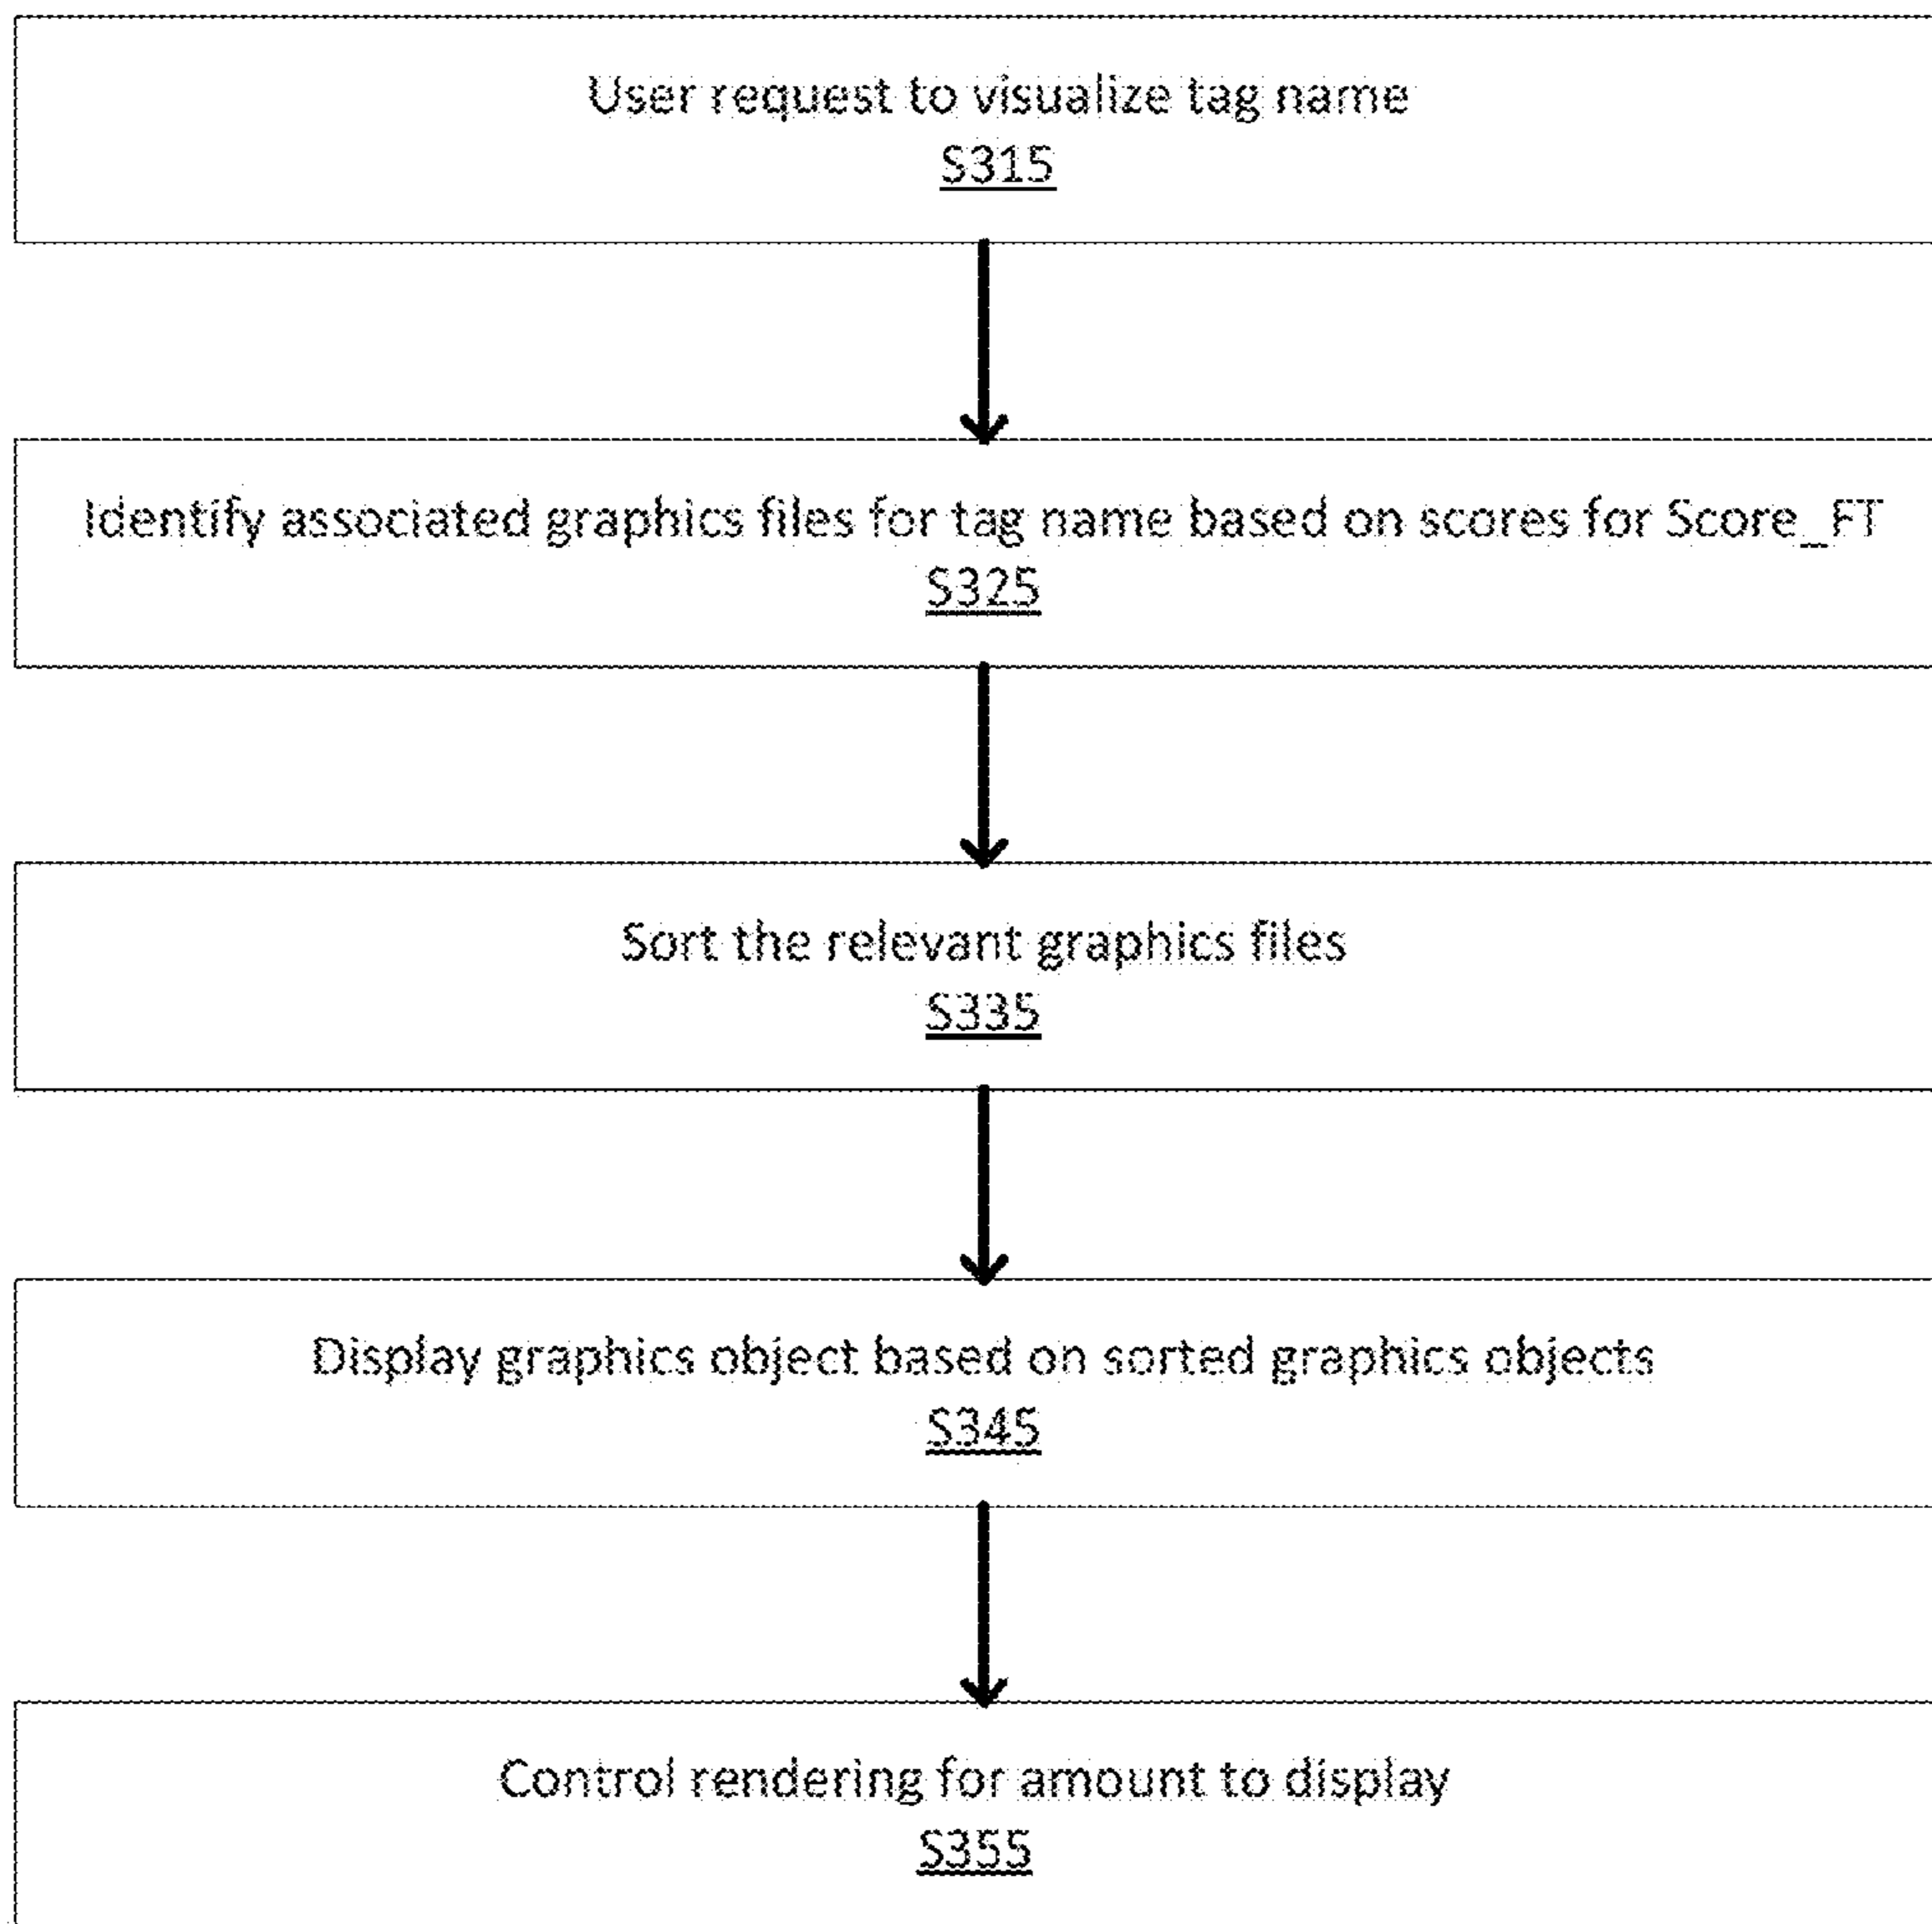 User request to visualize tag name
S315
Identify associated graphics files for tag name based on scores for Score_FT
S325
Sort the relevant graphics files
S335
Display graphics object based on sorted graphics objects
S345
Control rendering for amount to display
S355